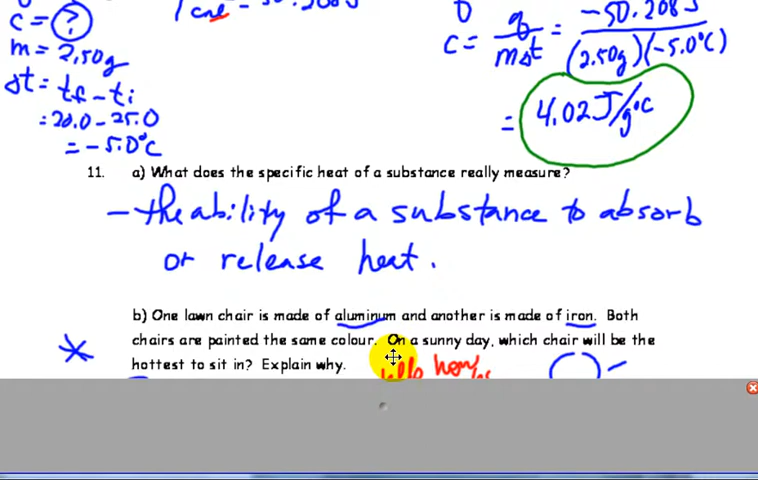 c = ?
m = 2.50g
Δt = tf - ti
= 20.0 - 25.0
= -5.0°C
1 cal =
c = q/mΔt = -50.208J/(2.50g)(-5.0°C)
= 4.02 J/g°C
11. a) What does the specific heat of a substance really measure?
- the ability of a substance to absorb
or release heat.
b) One lawn chair is made of aluminum and another is made of iron. Both
chairs are painted the same colour. On a sunny day, which chair will be the
hottest to sit in? Explain why.